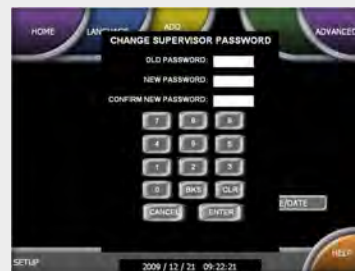 HOME
LAN
ADD
ADVANCED
CHANGE SUPERVISOR PASSWORD
OLD PASSWORD:
NEW PASSWORD:
CONFIRM NEW PASSWORD:
7 8 9
4 5 6
1 2 3
0 BKS CLR
CANCEL ENTER
E/DATE
SETUP
2009 / 12 / 21 09:22:21
HELP